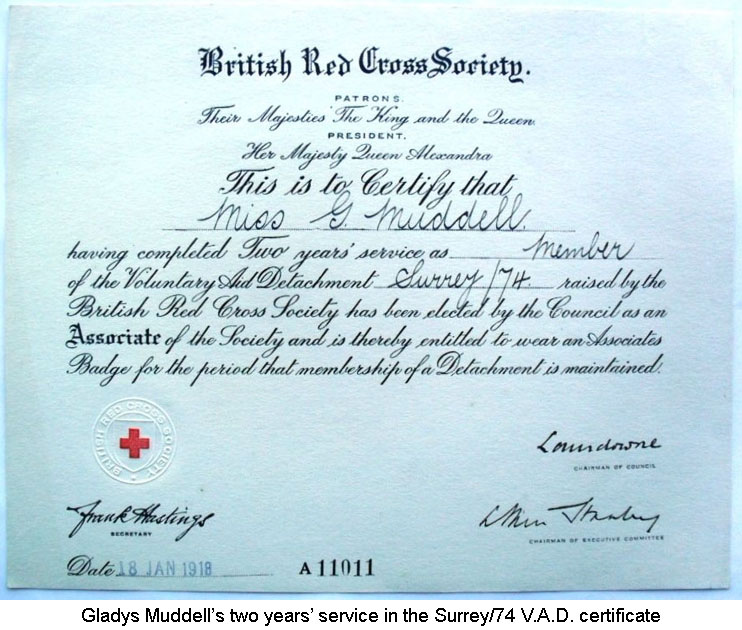 British Red Cross Society.
PATRONS.
Their Majesties The King and the Queen.
PRESIDENT.
Her Majesty Queen Alexandra
This is to Certify that
Miss G. Muddell.
having completed Two years' service as Member
of the Voluntary Aid Detachment Surrey/74 raised by the
British Red Cross Society has been elected by the Council as an
Associate of the Society and is thereby entitled to wear an Associates
Badge for the period that membership of a Detachment is maintained.
BRITISH RED CROSS SOCIETY
Lansdowne
CHAIRMAN OF COUNCIL
Frank Hastings
SECRETARY
Stanley
CHAIRMAN OF EXECUTIVE COMMITTEE
Date 18 JAN 1918 A 11011
Gladys Muddell's two years' service in the Surrey/74 V.A.D. certificate